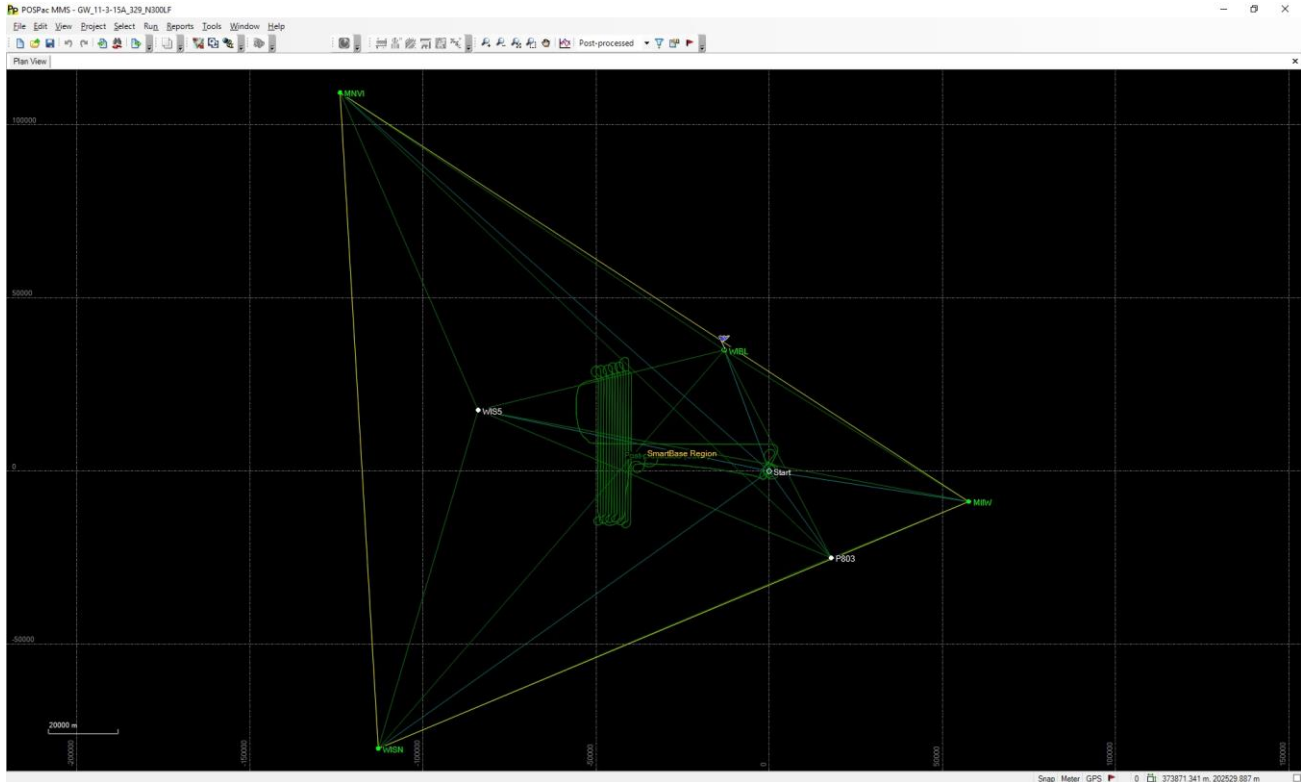 POSPac MMS - GW_11-3-15A_329_N300LF
File Edit View Project Select Run Reports Tools Window Help
Post-processed
Plan View
MNVI
100000
50000
WIBL
WIS5
SmartBase Region
0
Start
MIIW
P803
-50000
20000 m
WISN
-200000
-150000
-100000
-50000
0
50000
100000
150000
Snap Meter GPS 0 373871.341 m, 202529.887 m